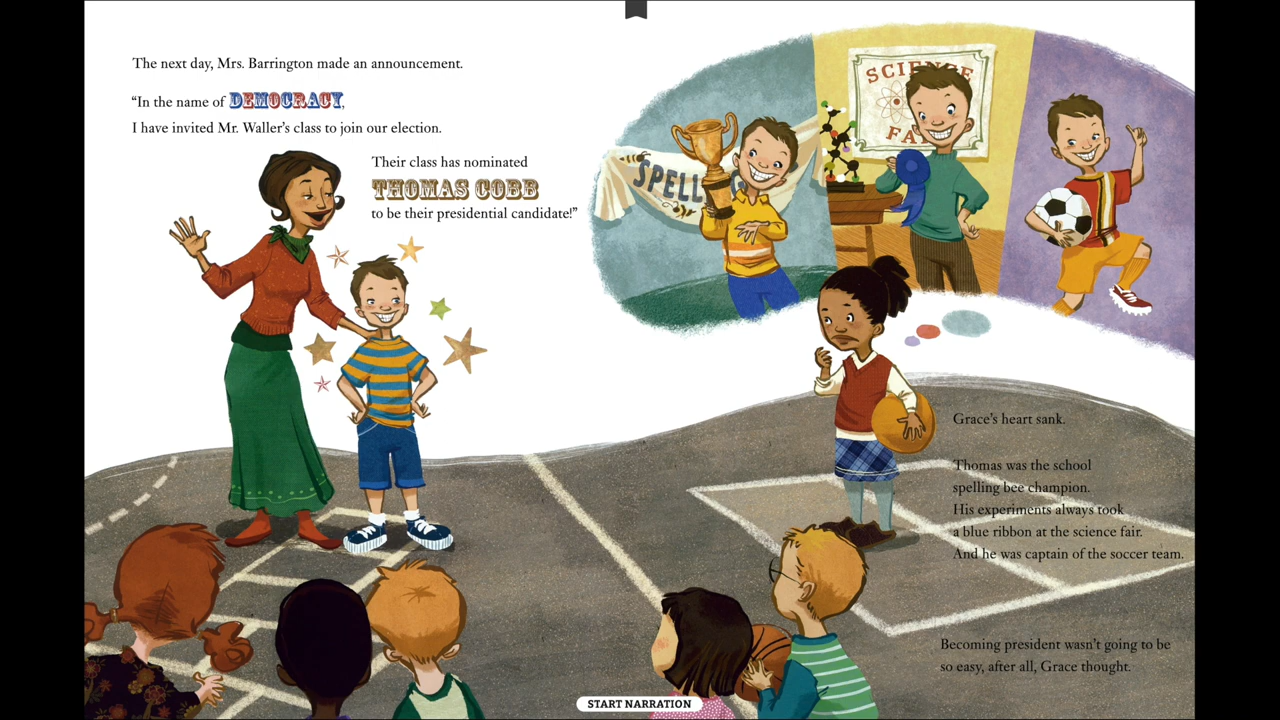 The next day, Mrs. Barrington made an announcement.
“In the name of DEMOCRACY,
I have invited Mr. Waller’s class to join our election.
Their class has nominated
THOMAS COBB
to be their presidential candidate!”
SPELL
SCIENCE
FA
Grace’s heart sank.
Thomas was the school
spelling bee champion.
His experiments always took
a blue ribbon at the science fair.
And he was captain of the soccer team.
Becoming president wasn’t going to be
so easy, after all, Grace thought.
START NARRATION